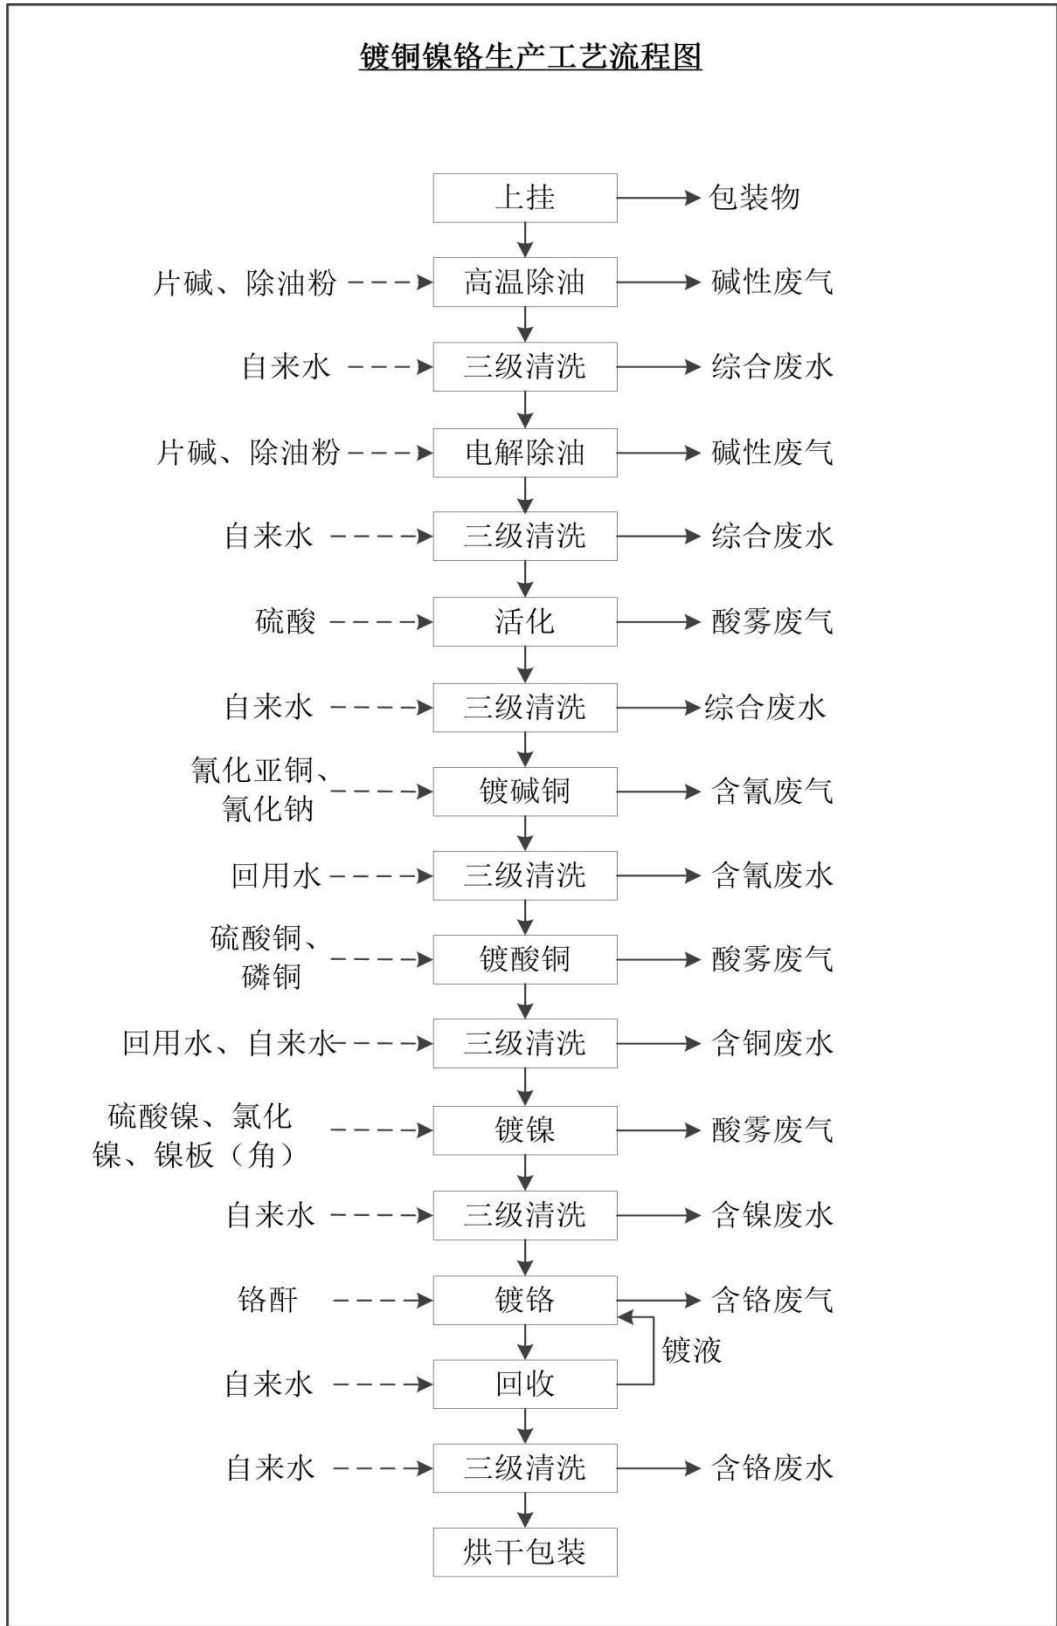 镀铜镍铬生产工艺流程图
上挂 包装物
片碱、除油粉 高温除油 碱性废气
自来水 三级清洗 综合废水
片碱、除油粉 电解除油 碱性废气
自来水 三级清洗 综合废水
硫酸 活化 酸雾废气
自来水 三级清洗 综合废水
氰化亚铜、
氰化钠
镀碱铜 含氰废气
回用水 三级清洗 含氰废水
硫酸铜、
磷铜
镀酸铜 酸雾废气
回用水、自来水 三级清洗 含铜废水
硫酸镍、氯化
镍、镍板（角）
镀镍 酸雾废气
自来水 三级清洗 含镍废水
铬酐 镀铬 含铬废气
镀液
自来水 回收
自来水 三级清洗 含铬废水
烘干包装